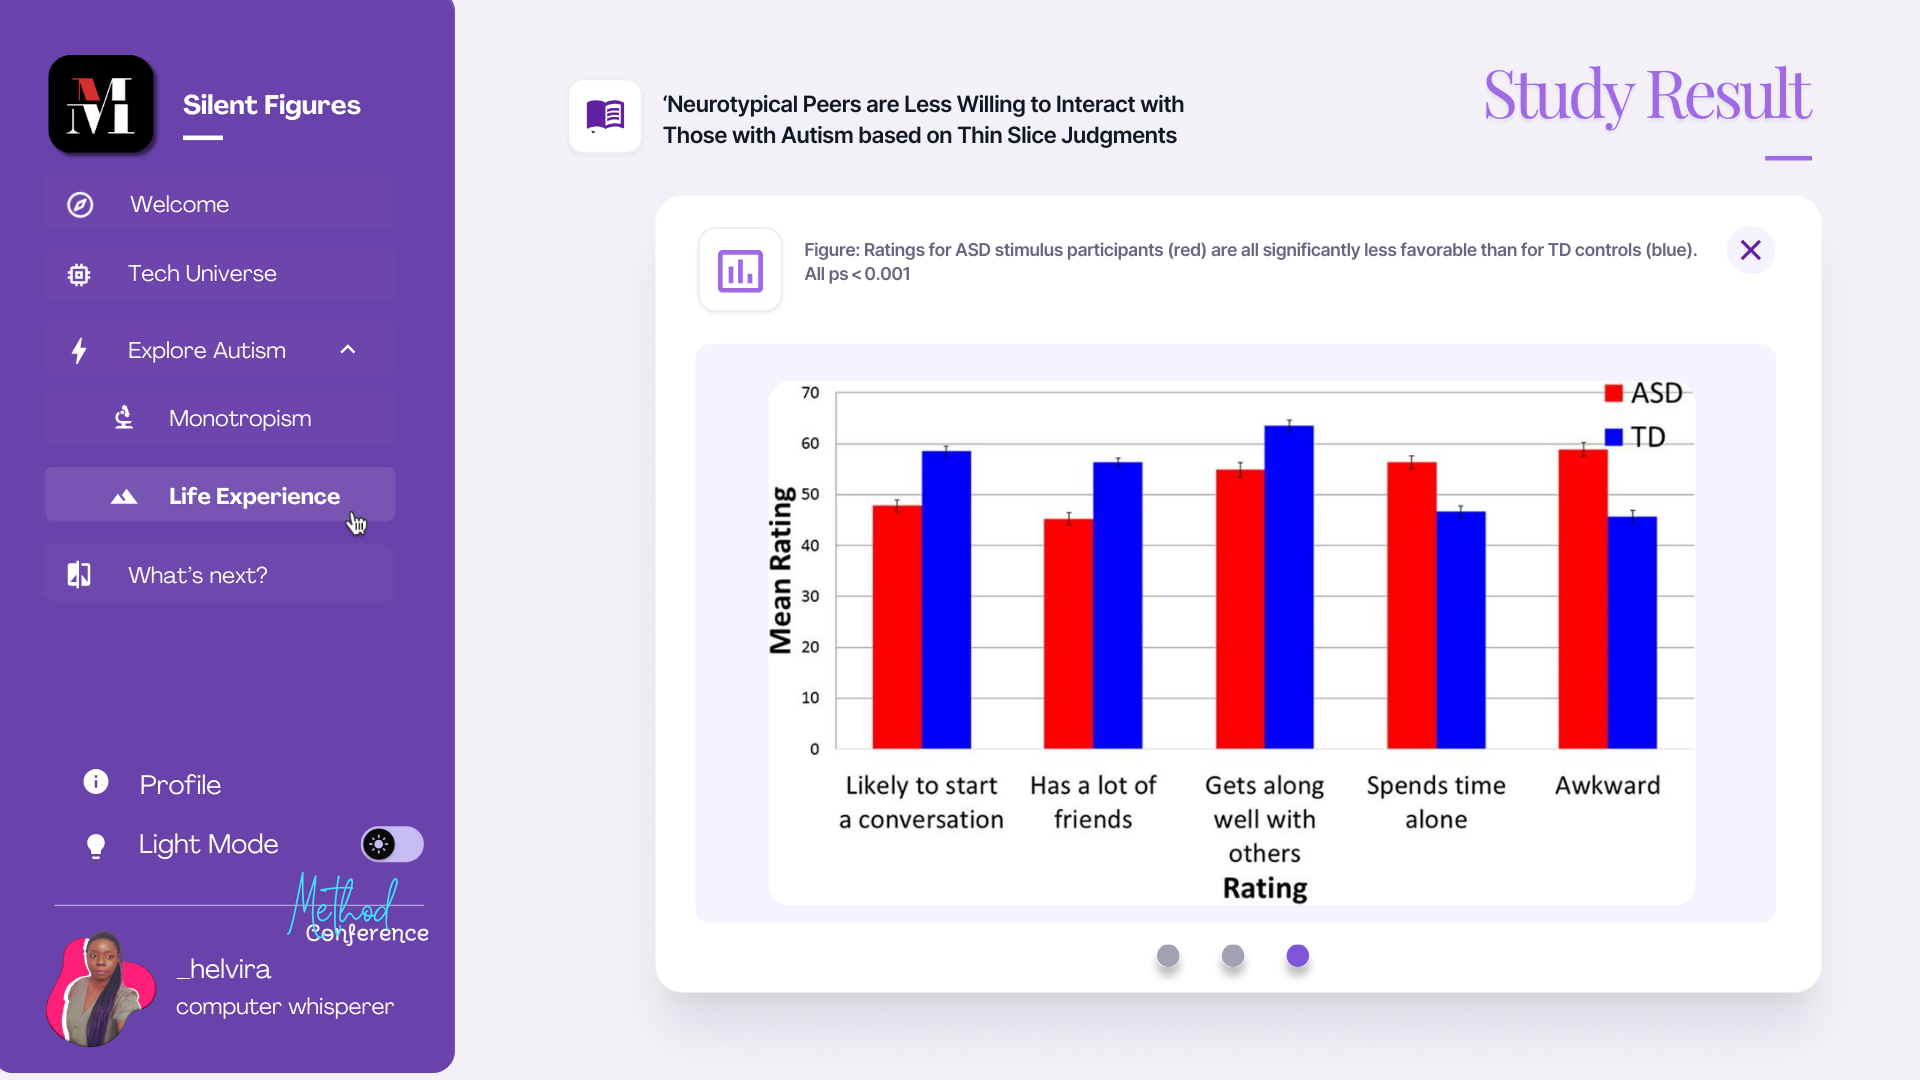 M
Silent Figures
Welcome
Tech Universe
Explore Autism
Monotropism
Life Experience
What's next?
Profile
Light Mode
Method
Conference
_helvira
computer whisperer
‘Neurotypical Peers are Less Willing to Interact with
Those with Autism based on Thin Slice Judgments
Study Result
Figure: Ratings for ASD stimulus participants (red) are all significantly less favorable than for TD controls (blue).
All ps < 0.001
ASD
TD
Mean Rating
70
60
50
40
30
20
10
0
Likely to start
a conversation
Has a lot of
friends
Gets along
well with
others
Spends time
alone
Awkward
Rating